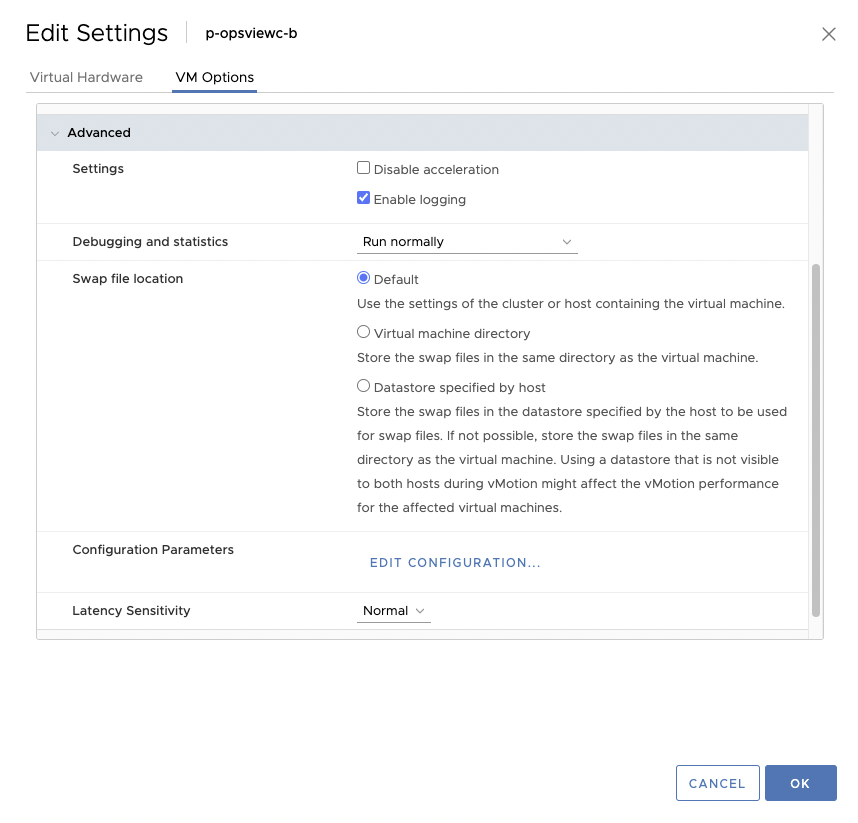 Edit Settings p-opsviewc-b
Virtual Hardware VM Options
Advanced
Settings Disable acceleration
Enable logging
Debugging and statistics Run normally
Swap file location Default
Use the settings of the cluster or host containing the virtual machine.
Virtual machine directory
Store the swap files in the same directory as the virtual machine.
Datastore specified by host
Store the swap files in the datastore specified by the host to be used
for swap files. If not possible, store the swap files in the same
directory as the virtual machine. Using a datastore that is not visible
to both hosts during vMotion might affect the vMotion performance
for the affected virtual machines.
Configuration Parameters
EDIT CONFIGURATION...
Latency Sensitivity Normal
CANCEL OK